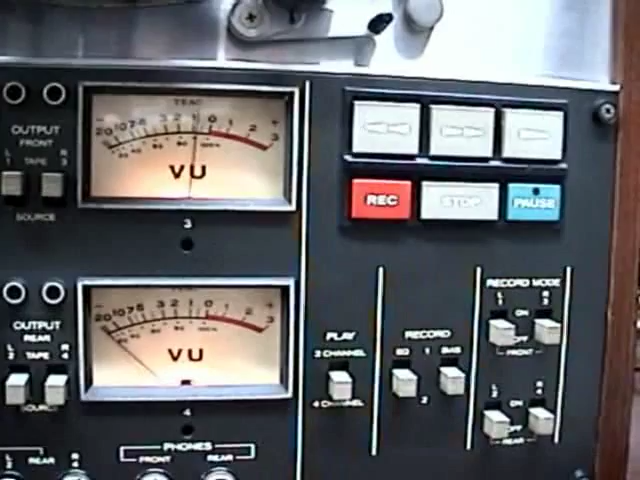 TEAC
20 10 7 5 3 2 1 0 1 2 3
VU
OUTPUT
FRONT
L R
1 TAPE 3
SOURCE
3
REC STOP PAUSE
20 10 7 5 3 2 1 0 1 2 3
VU
OUTPUT
REAR
L R
2 TAPE 4
SOURCE
4
PLAY
2 CHANNEL
4 CHANNEL
RECORD
EQ 1 BIAS
2
RECORD MODE
L R
1 3
ON
OFF
FRONT
L R
2 4
ON
OFF
REAR
PHONES
FRONT REAR
L R
2 REAR 4